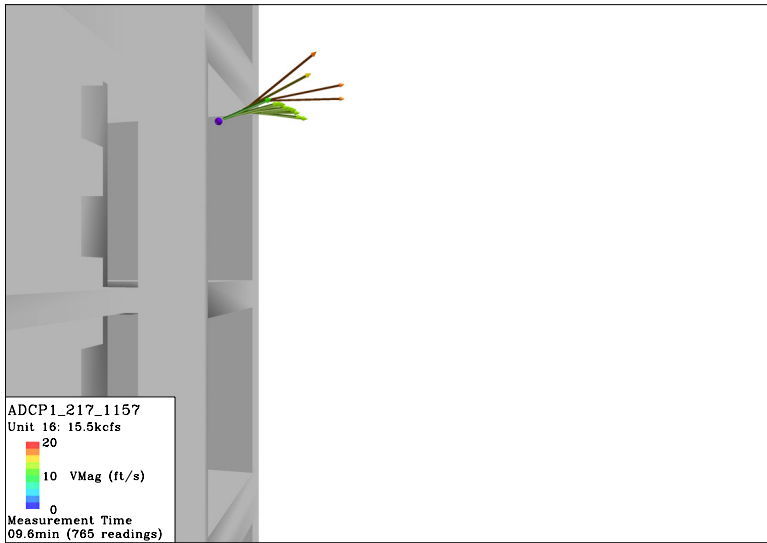 ADCP1_217_1157
Unit 16: 15.5kcfs
20
10 VMag (ft/s)
0
Measurement Time
09.6min (765 readings)